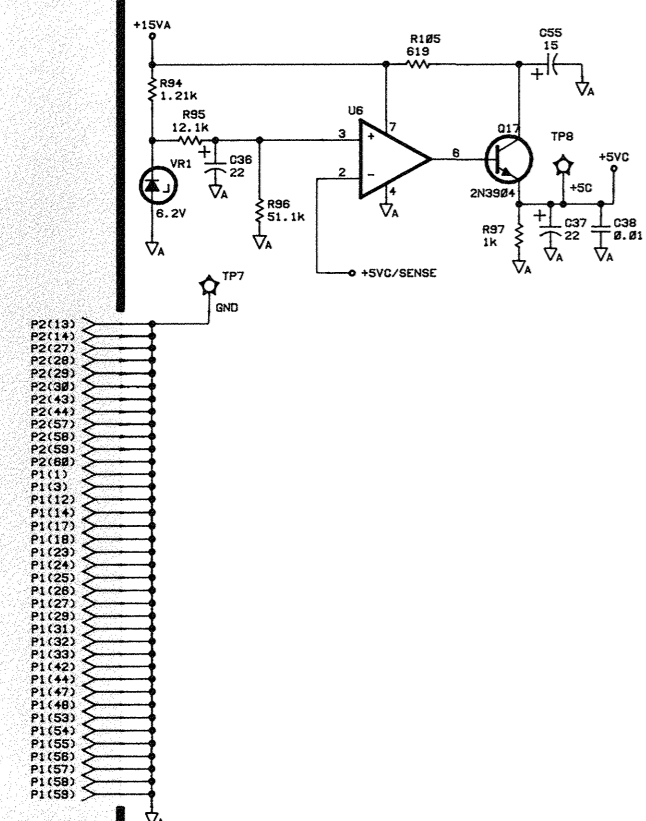 +15VA
R94
1.21k
R95
12.1k
VR1
6.2V
A
+
C36
22
A
R96
51.1k
A
U6
3
+
2
-
7
4
A
6
R105
619
C55
15
+
A
Q17
2N3904
TP8
+5C
+5VC
R97
1k
A
+
C37
22
A
C38
0.01
A
+5VC/SENSE
TP7
GND
P2(13)
P2(14)
P2(27)
P2(28)
P2(29)
P2(30)
P2(43)
P2(44)
P2(57)
P2(58)
P2(59)
P2(60)
P1(1)
P1(3)
P1(12)
P1(14)
P1(17)
P1(18)
P1(23)
P1(24)
P1(25)
P1(26)
P1(27)
P1(29)
P1(31)
P1(32)
P1(33)
P1(42)
P1(44)
P1(47)
P1(48)
P1(53)
P1(54)
P1(55)
P1(56)
P1(57)
P1(58)
P1(59)
A